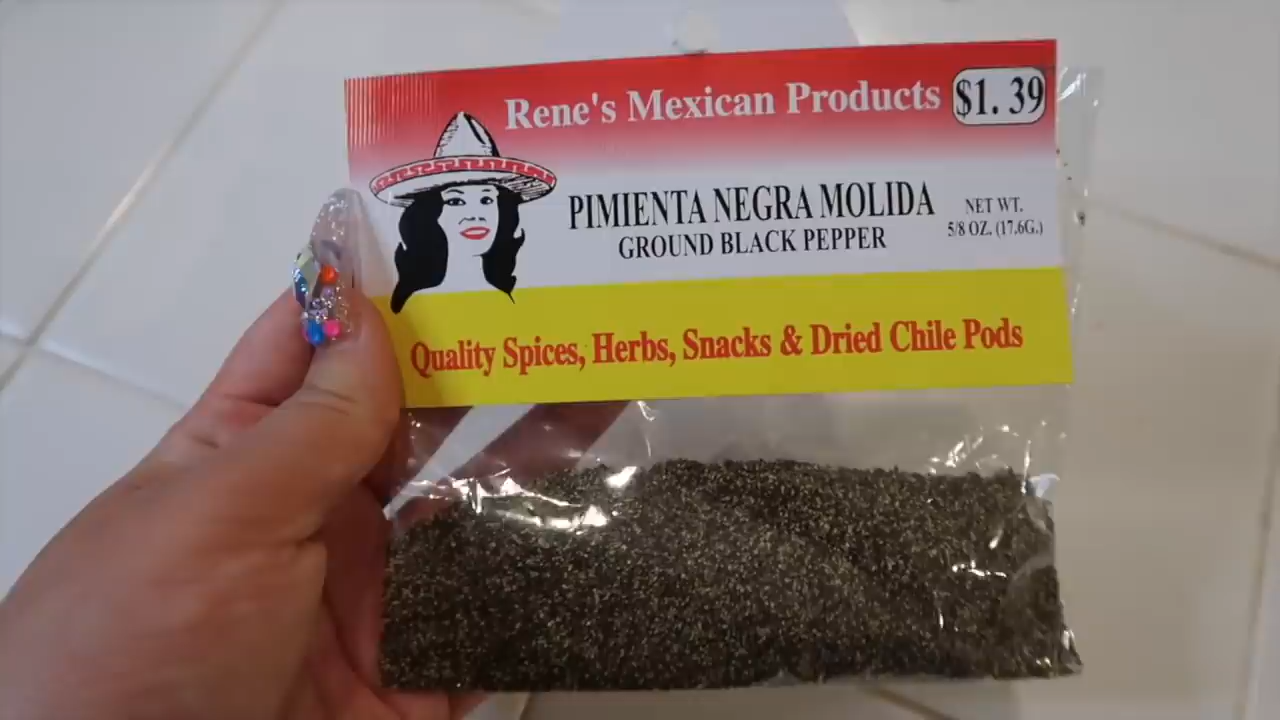 Rene's Mexican Products
$1.39
PIMIENTA NEGRA MOLIDA
GROUND BLACK PEPPER
NET WT.
5/8 OZ. (17.6G.)
Quality Spices, Herbs, Snacks & Dried Chile Pods